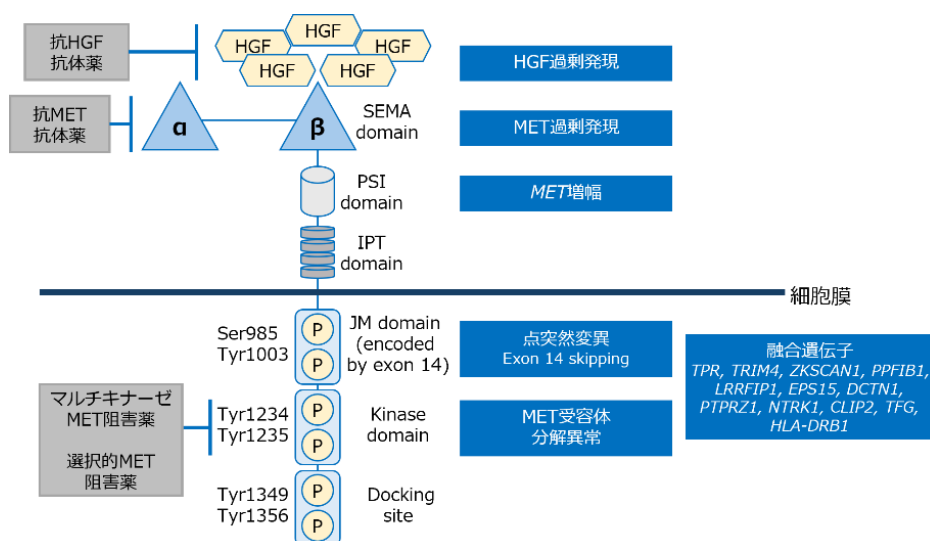 抗HGF
抗体薬
HGF
HGF
HGF
HGF
HGF
HGF過剰発現
抗MET
抗体薬
α
β
SEMA
domain
MET過剰発現
PSI
domain
MET増幅
IPT
domain
細胞膜
Ser985
Tyr1003
P
P
JM domain
(encoded
by exon 14)
点突然変異
Exon 14 skipping
融合遺伝子
TPR, TRIM4, ZKSCAN1, PPFIB1,
LRRFIP1, EPS15, DCTN1,
PTPRZ1, NTRK1, CLIP2, TFG,
HLA-DRB1
マルチキナーゼ
MET阻害薬
選択的MET
阻害薬
Tyr1234
Tyr1235
P
P
Kinase
domain
MET受容体
分解異常
Tyr1349
Tyr1356
P
P
Docking
site